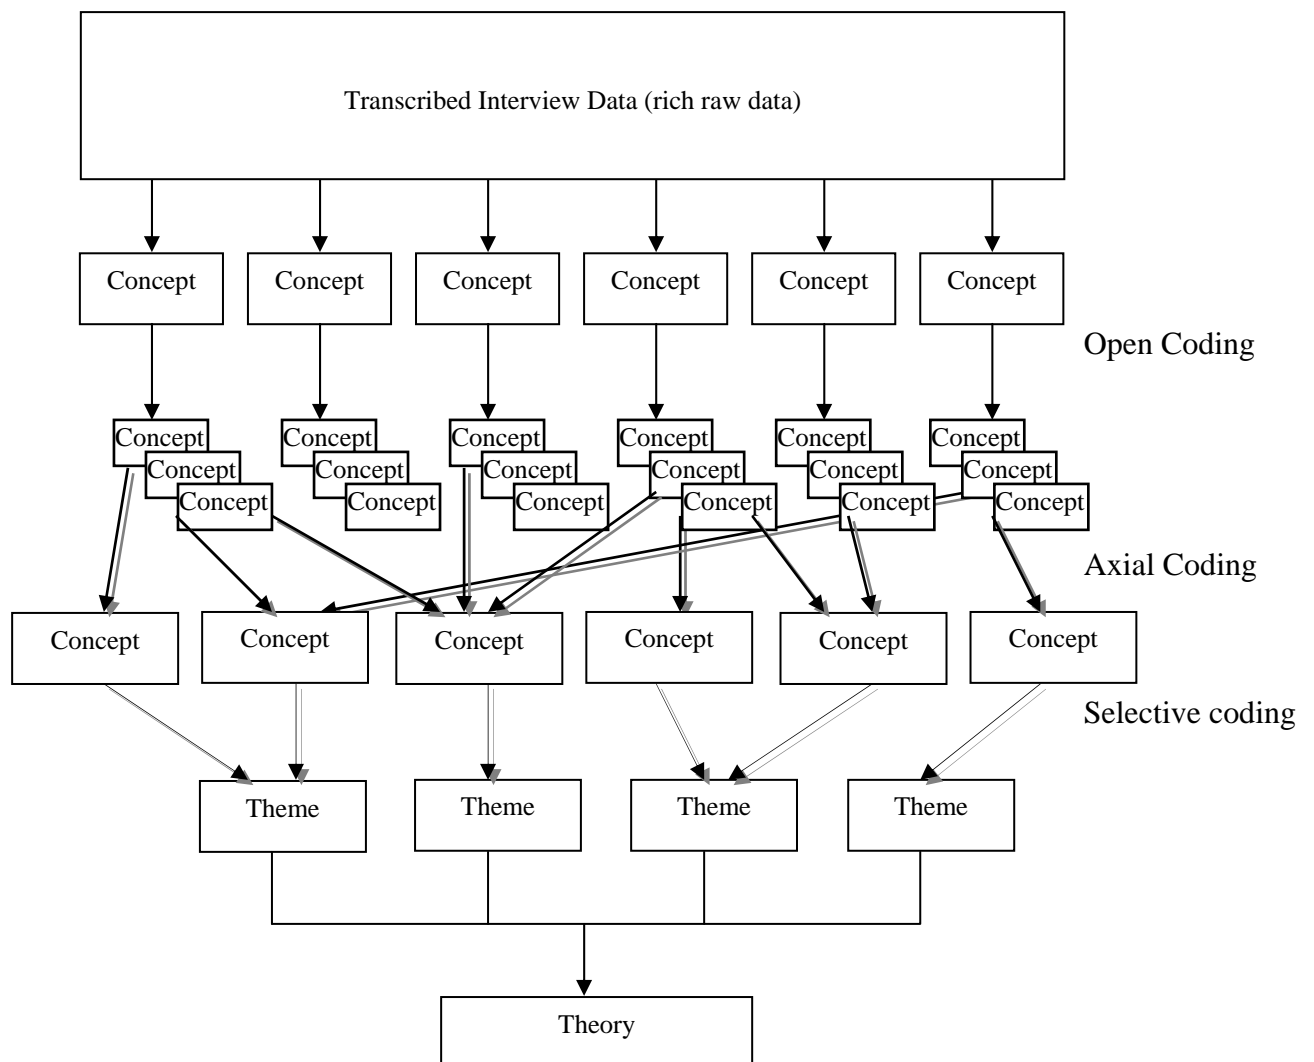 Transcribed Interview Data (rich raw data)
Concept Concept Concept Concept Concept Concept
Open Coding
Concept Concept Concept Concept Concept Concept
Concept Concept Concept Concept Concept Concept
Concept Concept Concept Concept Concept Concept
Axial Coding
Concept Concept Concept Concept Concept Concept
Selective coding
Theme Theme Theme Theme
Theory